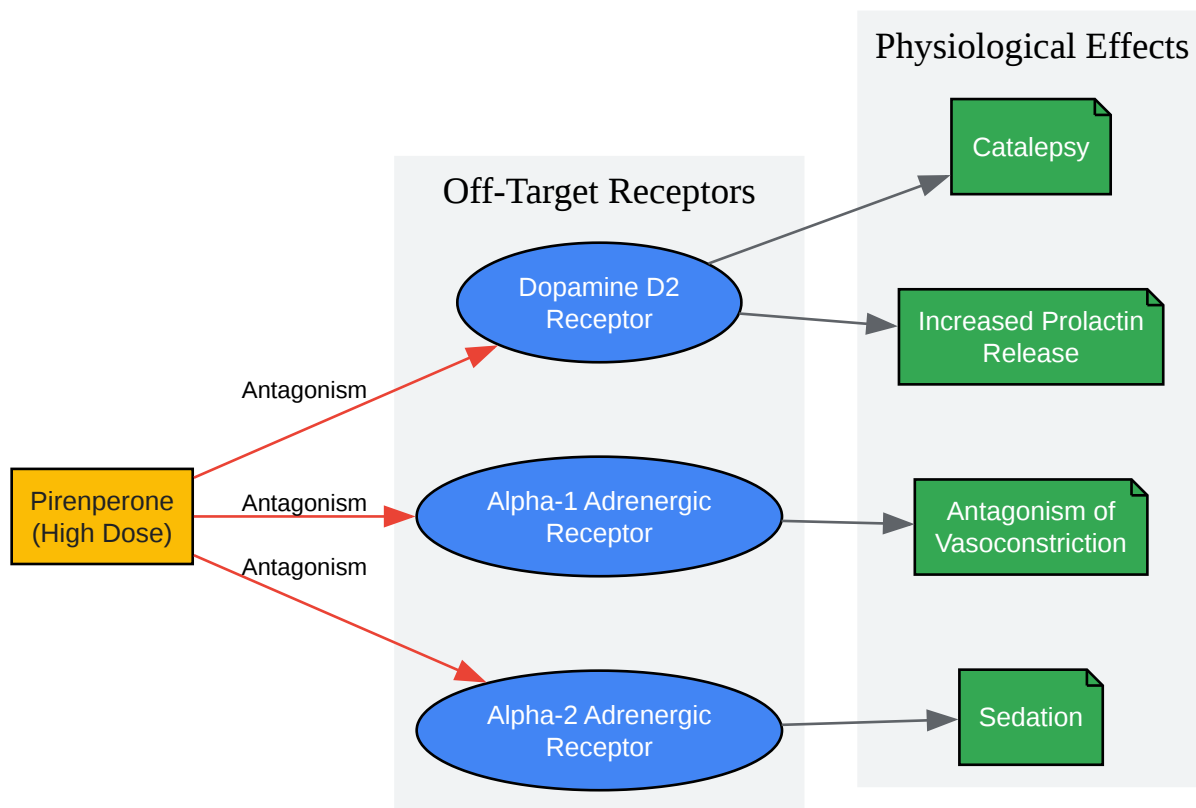 Physiological Effects
Catalepsy
Off-Target Receptors
Dopamine D2
Receptor
Increased Prolactin
Release
Antagonism
Pirenperone
(High Dose)
Antagonism
Alpha-1 Adrenergic
Receptor
Antagonism of
Vasoconstriction
Antagonism
Alpha-2 Adrenergic
Receptor
Sedation